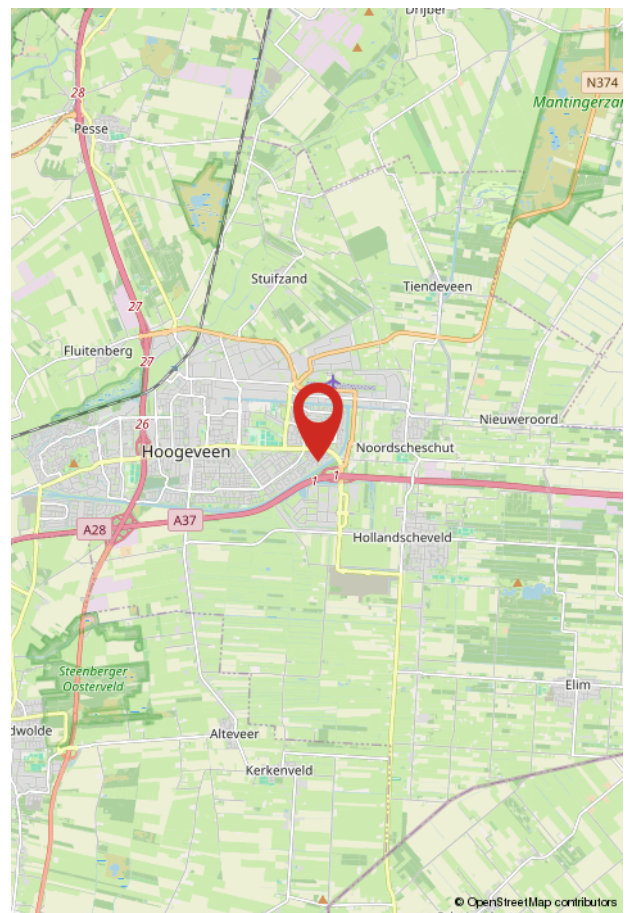 Drijber
28
N374
Mantingerzan
Pesse
Stuifzand
Tiendeveen
27
Fluitenberg
27
26
Nieuweroord
Hoogeveen
Noordscheschut
1
1
A37
A28
Hollandscheveld
Steenberger
Oosterveld
Elim
dwolde
Alteveer
Kerkenveld
© OpenStreetMap contributors